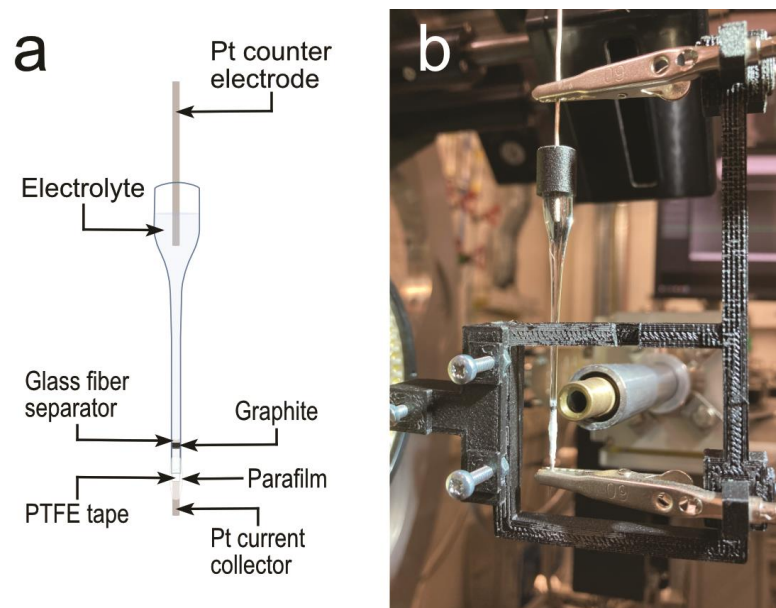 a
Pt counter
electrode
Electrolyte
Glass fiber
separator
Graphite
Parafilm
PTFE tape
Pt current
collector
b